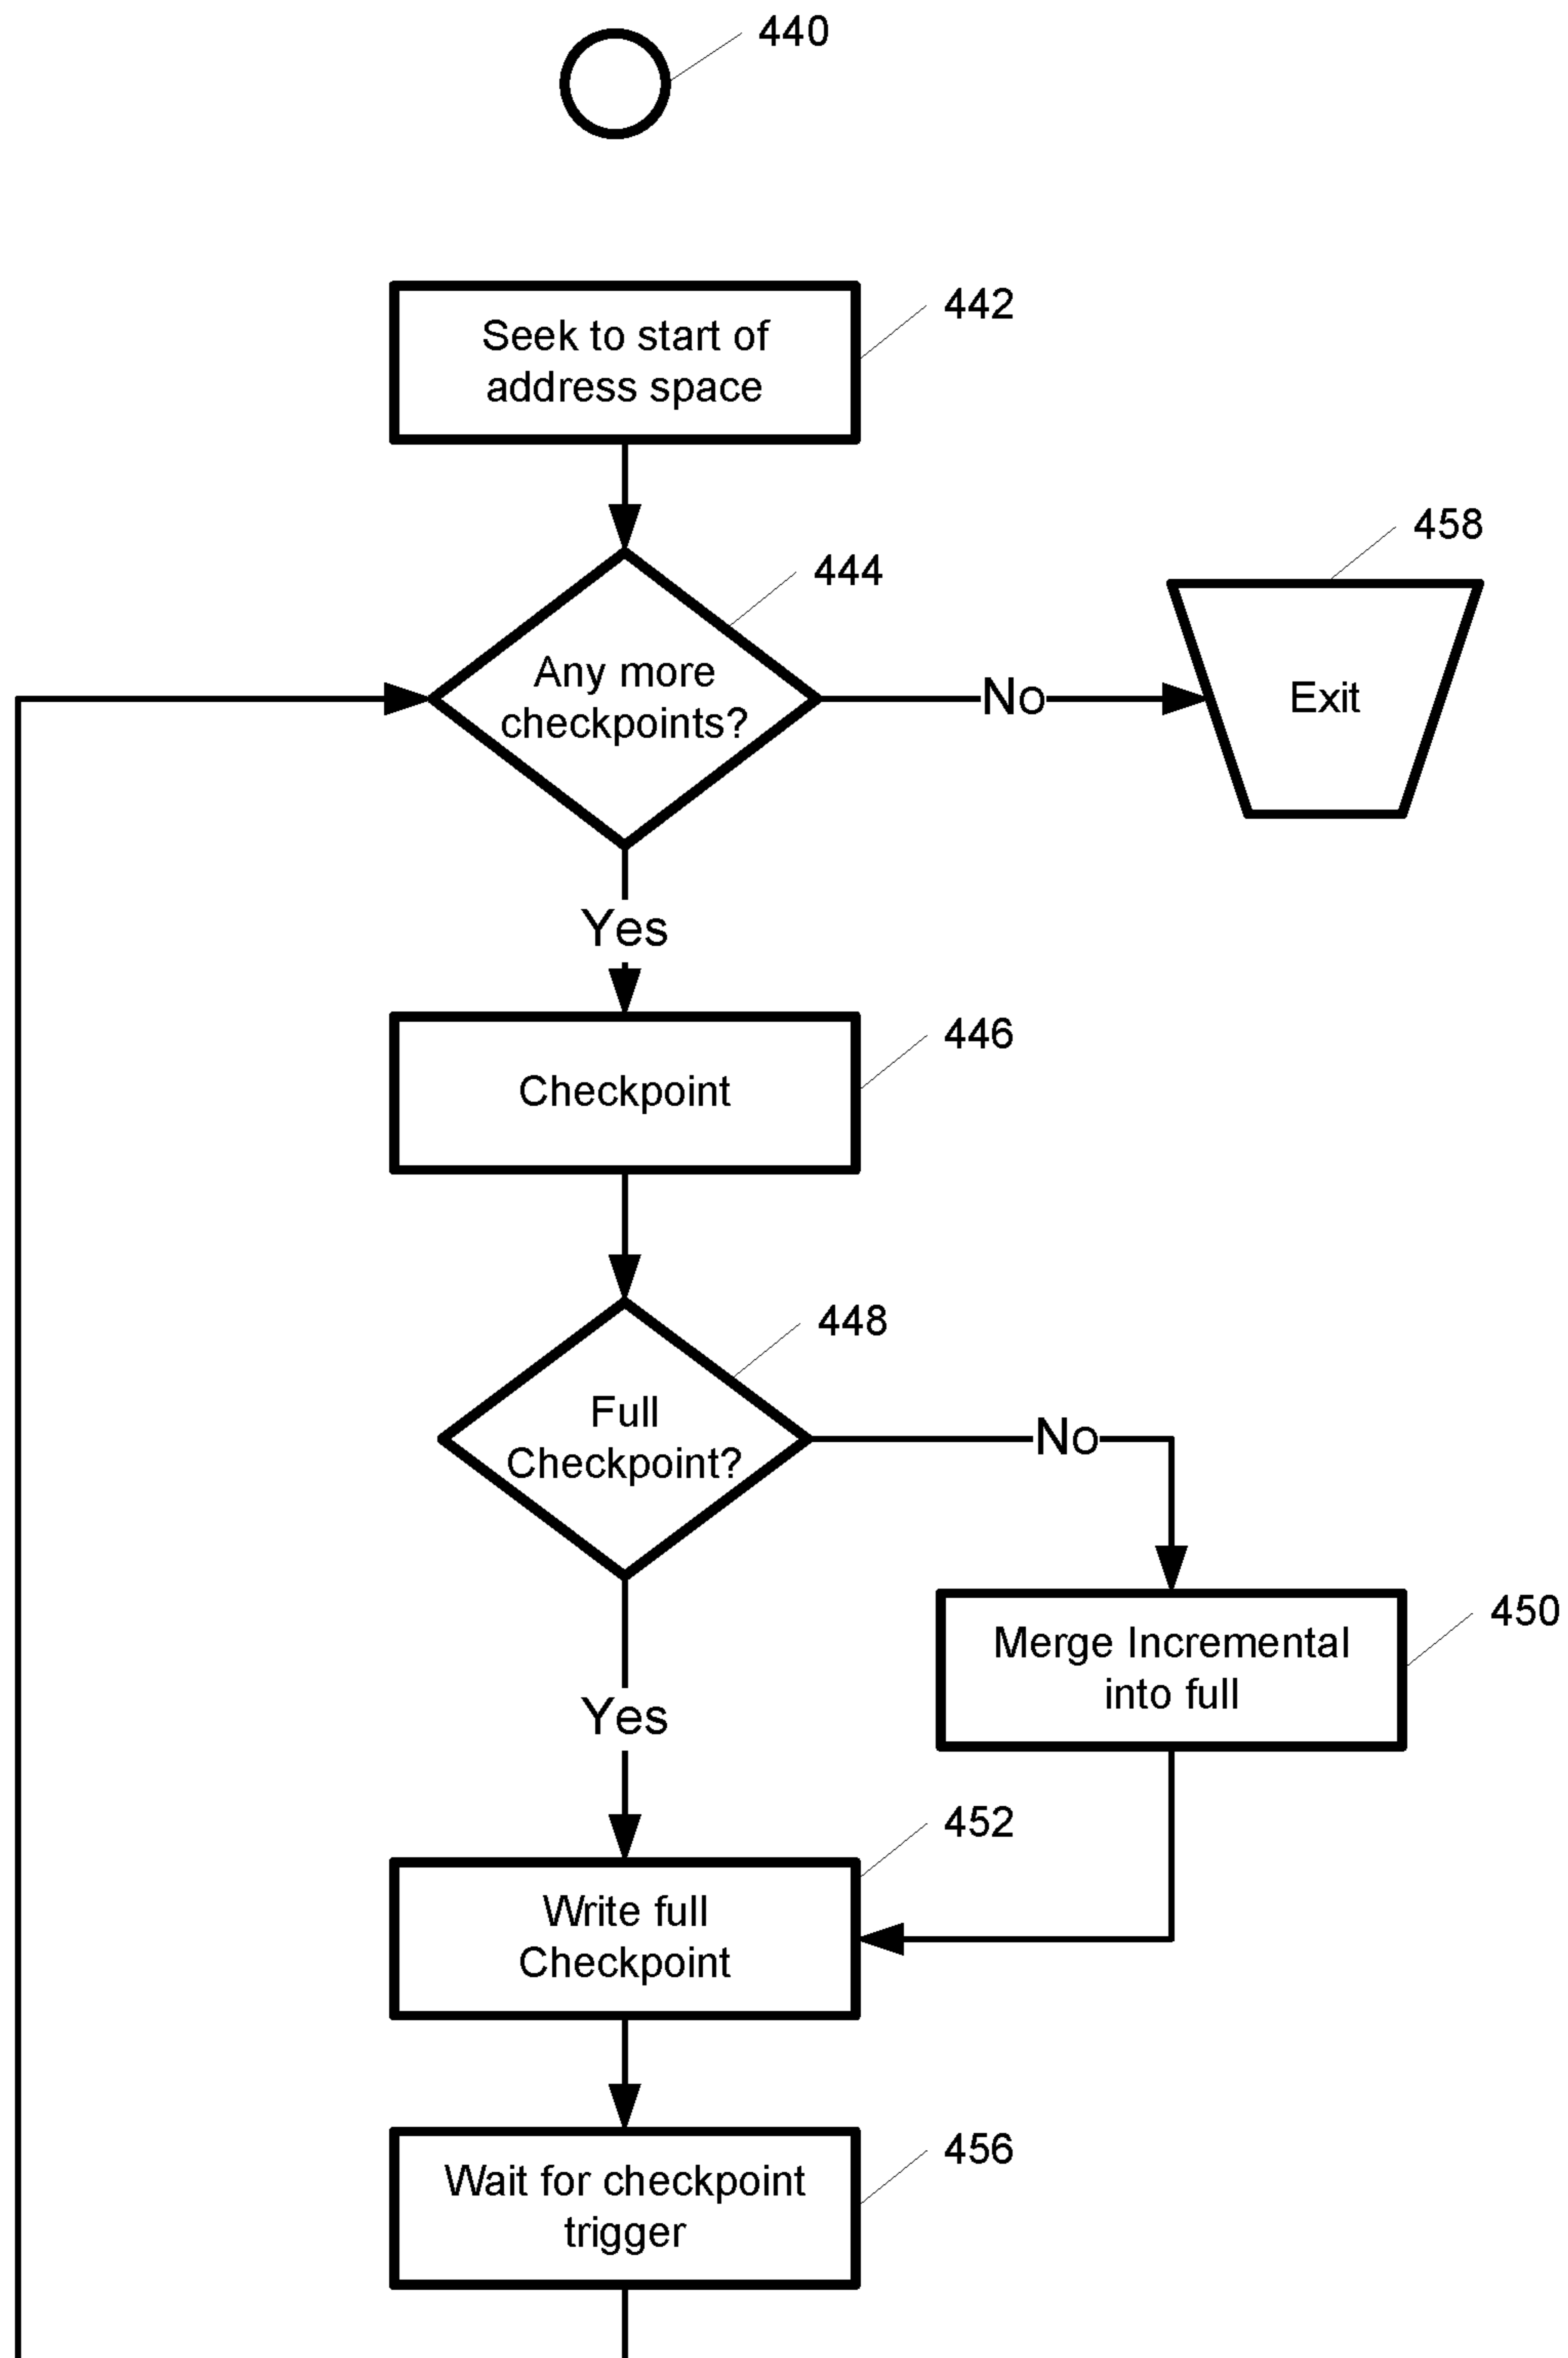 440
Seek to start of
address space
442
444
458
Any more
checkpoints?
No
Exit
Yes
Checkpoint
446
448
Full
Checkpoint?
No
Merge Incremental
into full
450
Yes
452
Write full
Checkpoint
Wait for checkpoint
trigger
456